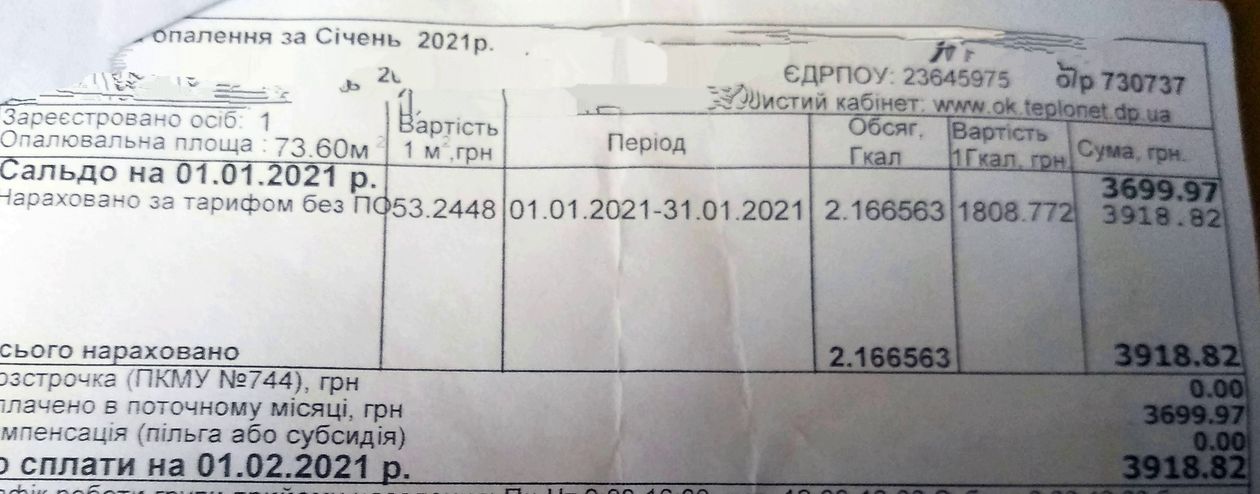 опалення за Січень 2021р.
ЄДРПОУ: 23645975 о/р 730737
кабінет: www.ok.teplonet.dp.ua
Зареєстровано осіб: 1
Опалювальна площа : 73.60м²
Вартість 1 м²,грн
Період
Обсяг, Гкал
Вартість 1Гкал, грн
Сума, грн.
Сальдо на 01.01.2021 р. 3699.97
Нараховано за тарифом без ПФ 53.2448 01.01.2021-31.01.2021 2.166563 1808.772 3918.82
сього нараховано 2.166563 3918.82
озстрочка (ПКМУ №744), грн 0.00
плачено в поточному місяці, грн 3699.97
мпенсація (пільга або субсидія) 0.00
о сплати на 01.02.2021 р. 3918.82